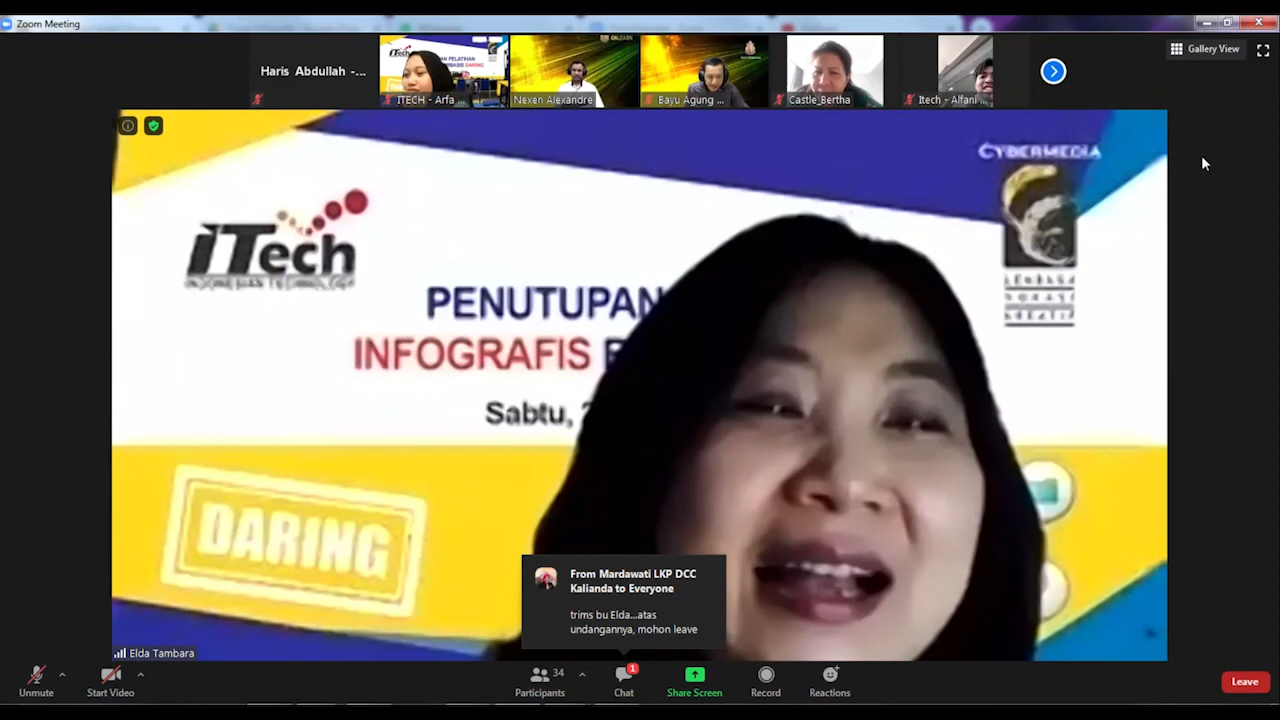 Zoom Meeting
Haris Abdullah -...
ITECH - Arfa ...
Nexen Alexandre
Bayu Agung ...
Castle_Bertha
Itech - Alfani ...
Gallery View
CYBERMEDIA
iTech
INDONESIAN TECHNOLOGY
PENUTUPAN
INFOGRAFIS
Sabtu,
DARING
From Mardawati LKP DCC
Kalianda to Everyone
trims bu Elda...atas
undangannya, mohon leave
Elda Tambara
Unmute
Start Video
34
Participants
1
Chat
Share Screen
Record
Reactions
Leave